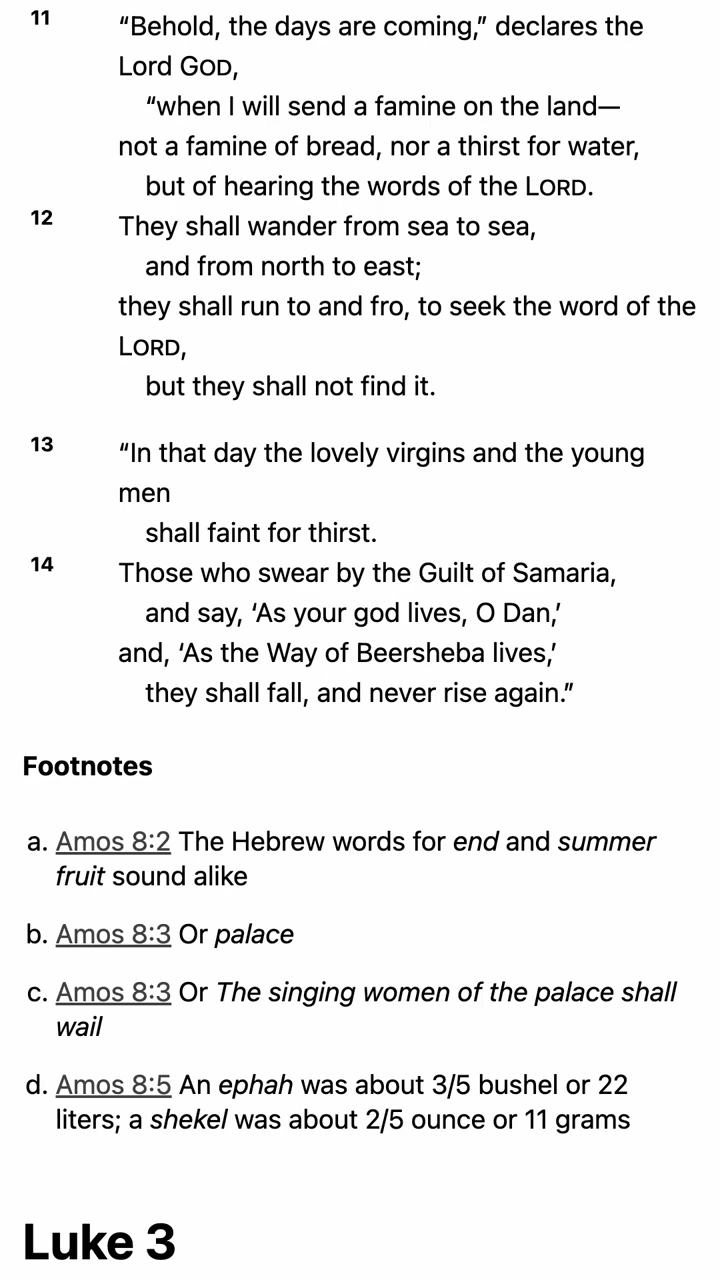 11 “Behold, the days are coming,” declares the
Lord GOD,
“when I will send a famine on the land—
not a famine of bread, nor a thirst for water,
but of hearing the words of the LORD.
12 They shall wander from sea to sea,
and from north to east;
they shall run to and fro, to seek the word of the
LORD,
but they shall not find it.
13 “In that day the lovely virgins and the young
men
shall faint for thirst.
14 Those who swear by the Guilt of Samaria,
and say, ‘As your god lives, O Dan,’
and, ‘As the Way of Beersheba lives,’
they shall fall, and never rise again.”
Footnotes
a. Amos 8:2 The Hebrew words for end and summer
fruit sound alike
b. Amos 8:3 Or palace
c. Amos 8:3 Or The singing women of the palace shall
wail
d. Amos 8:5 An ephah was about 3/5 bushel or 22
liters; a shekel was about 2/5 ounce or 11 grams
Luke 3